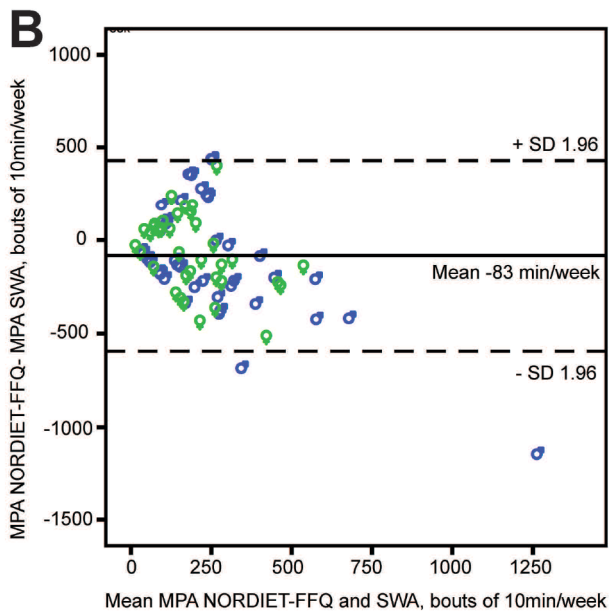 B
1000
500
0
-500
-1000
-1500
+ SD 1.96
Mean -83 min/week
- SD 1.96
0 250 500 750 1000 1250
MPA NORDIET-FFQ- MPA SWA, bouts of 10min/week
Mean MPA NORDIET-FFQ and SWA, bouts of 10min/week